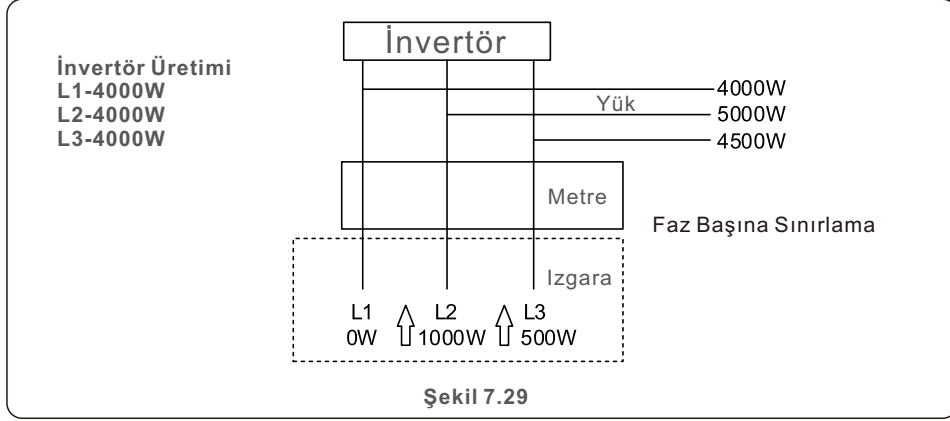 İnvertör
İnvertör Üretimi
L1-4000W
L2-4000W
L3-4000W
4000W
Yük
5000W
4500W
Metre
Faz Başına Sınırlama
Izgara
L1 L2 L3
0W 1000W 500W
Şekil 7.29